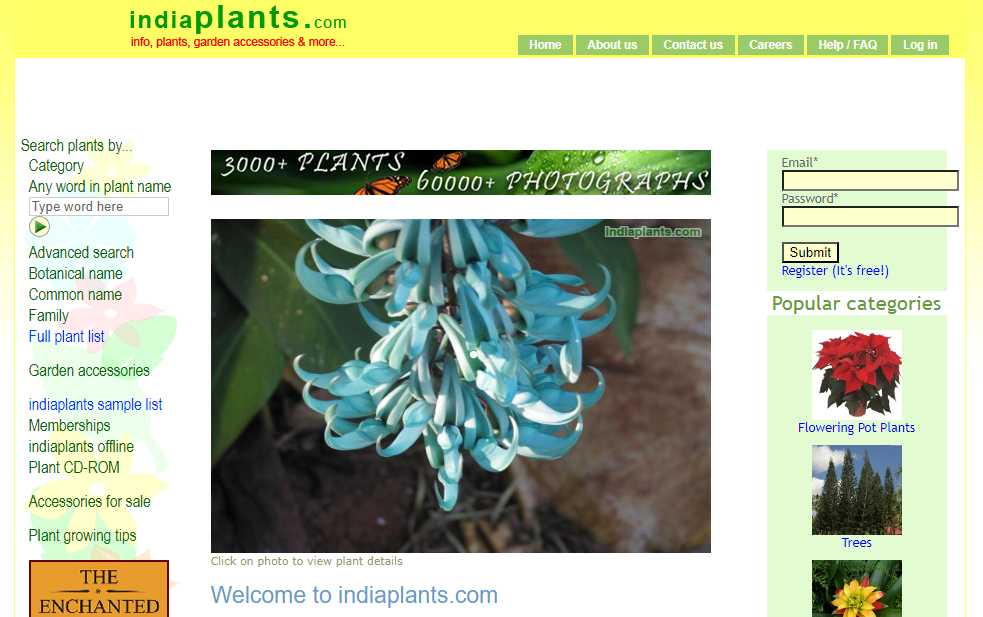 indiaplants.com
info, plants, garden accessories & more...
Home About us Contact us Careers Help / FAQ Log in
Search plants by...
Category
Any word in plant name
Type word here
Advanced search
Botanical name
Common name
Family
Full plant list
Garden accessories
indiaplants sample list
Memberships
indiaplants offline
Plant CD-ROM
Accessories for sale
Plant growing tips
THE
ENCHANTED
3000+ PLANTS
60000+ PHOTOGRAPHS
indiaplants.com
Click on photo to view plant details
Welcome to indiaplants.com
Email*
Password*
Submit
Register (It's free!)
Popular categories
Flowering Pot Plants
Trees